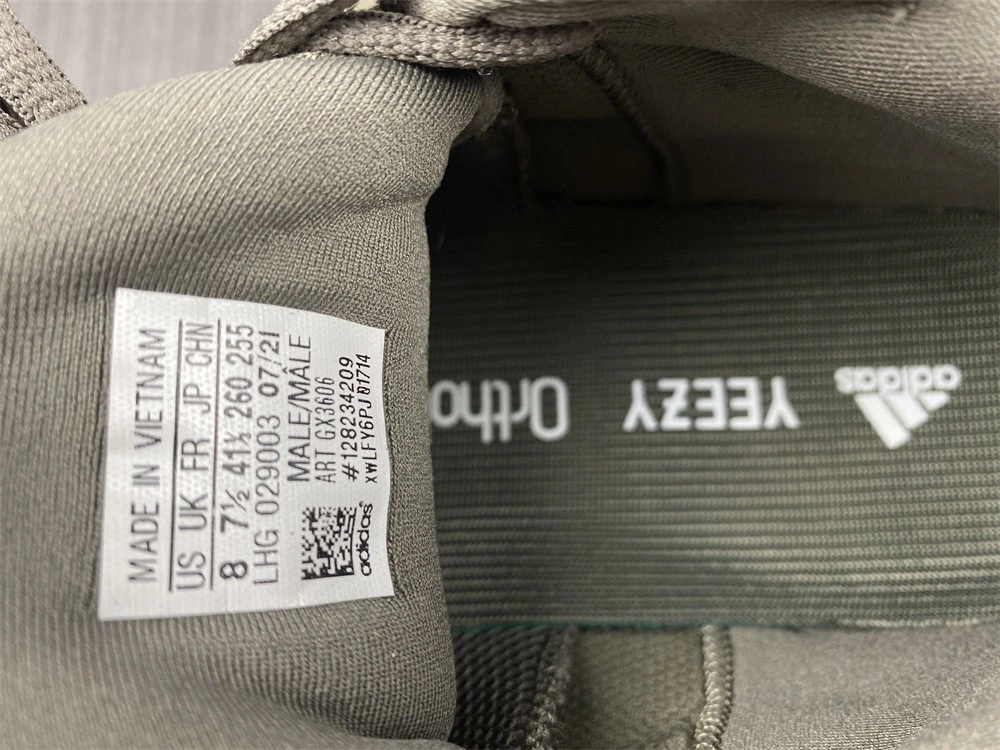 MADE IN VIETNAM
US UK FR JP CHN
8 7½ 41⅓ 260 255
LHG 029003 07/21
MALE/MÂLE
ART GX3606
#128234209
XWLFY6PJ
adidas®
adidas
YEEZY
Ortho